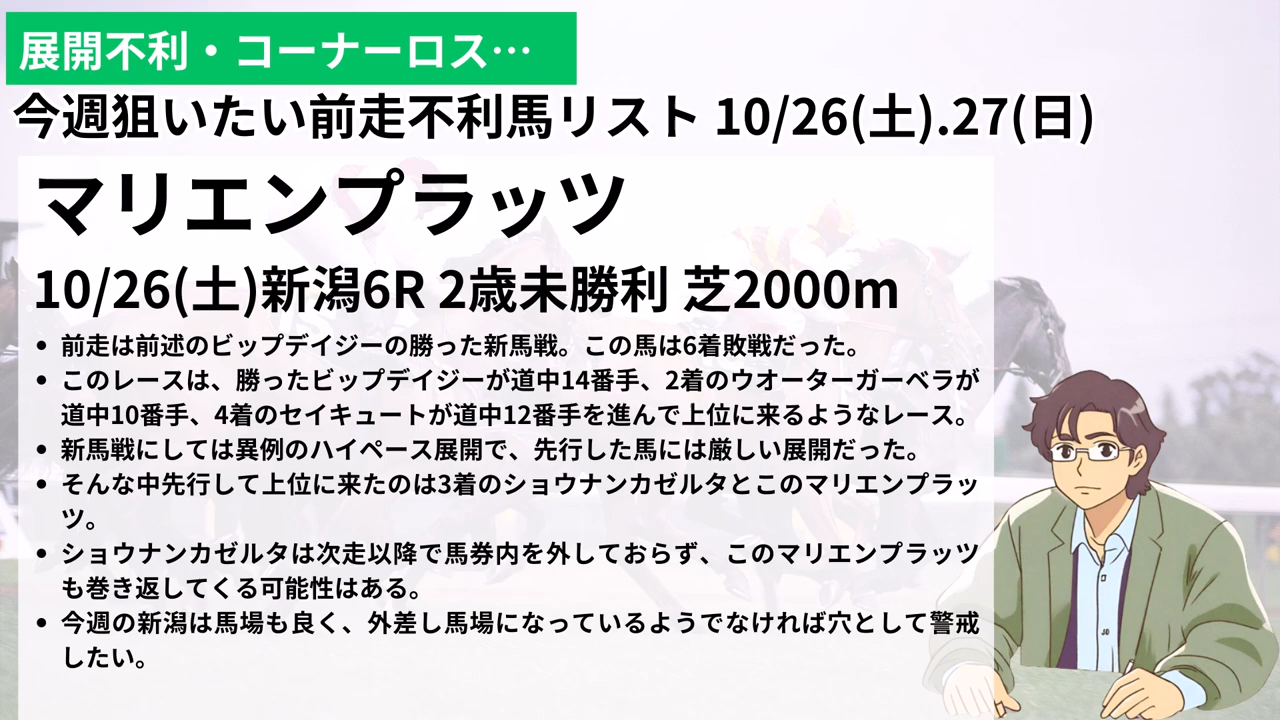 展開不利・コーナーロス…
今週狙いたい前走不利馬リスト 10/26(土).27(日)
マリエンプラッツ
10/26(土)新潟6R 2歳未勝利 芝2000m
• 前走は前述のビップデイジーの勝った新馬戦。この馬は6着敗戦だった。
• このレースは、勝ったビップデイジーが道中14番手、2着のウオーターガーベラが
道中10番手、4着のセイキュートが道中12番手を進んで上位に来るようなレース。
• 新馬戦にしては異例のハイペース展開で、先行した馬には厳しい展開だった。
• そんな中先行して上位に来たのは3着のショウナンカゼルタとこのマリエンプラッ
ツ。
• ショウナンカゼルタは次走以降で馬券内を外しておらず、このマリエンプラッツ
も巻き返してくる可能性はある。
• 今週の新潟は馬場も良く、外差し馬場になっているようでなければ穴として警戒
したい。